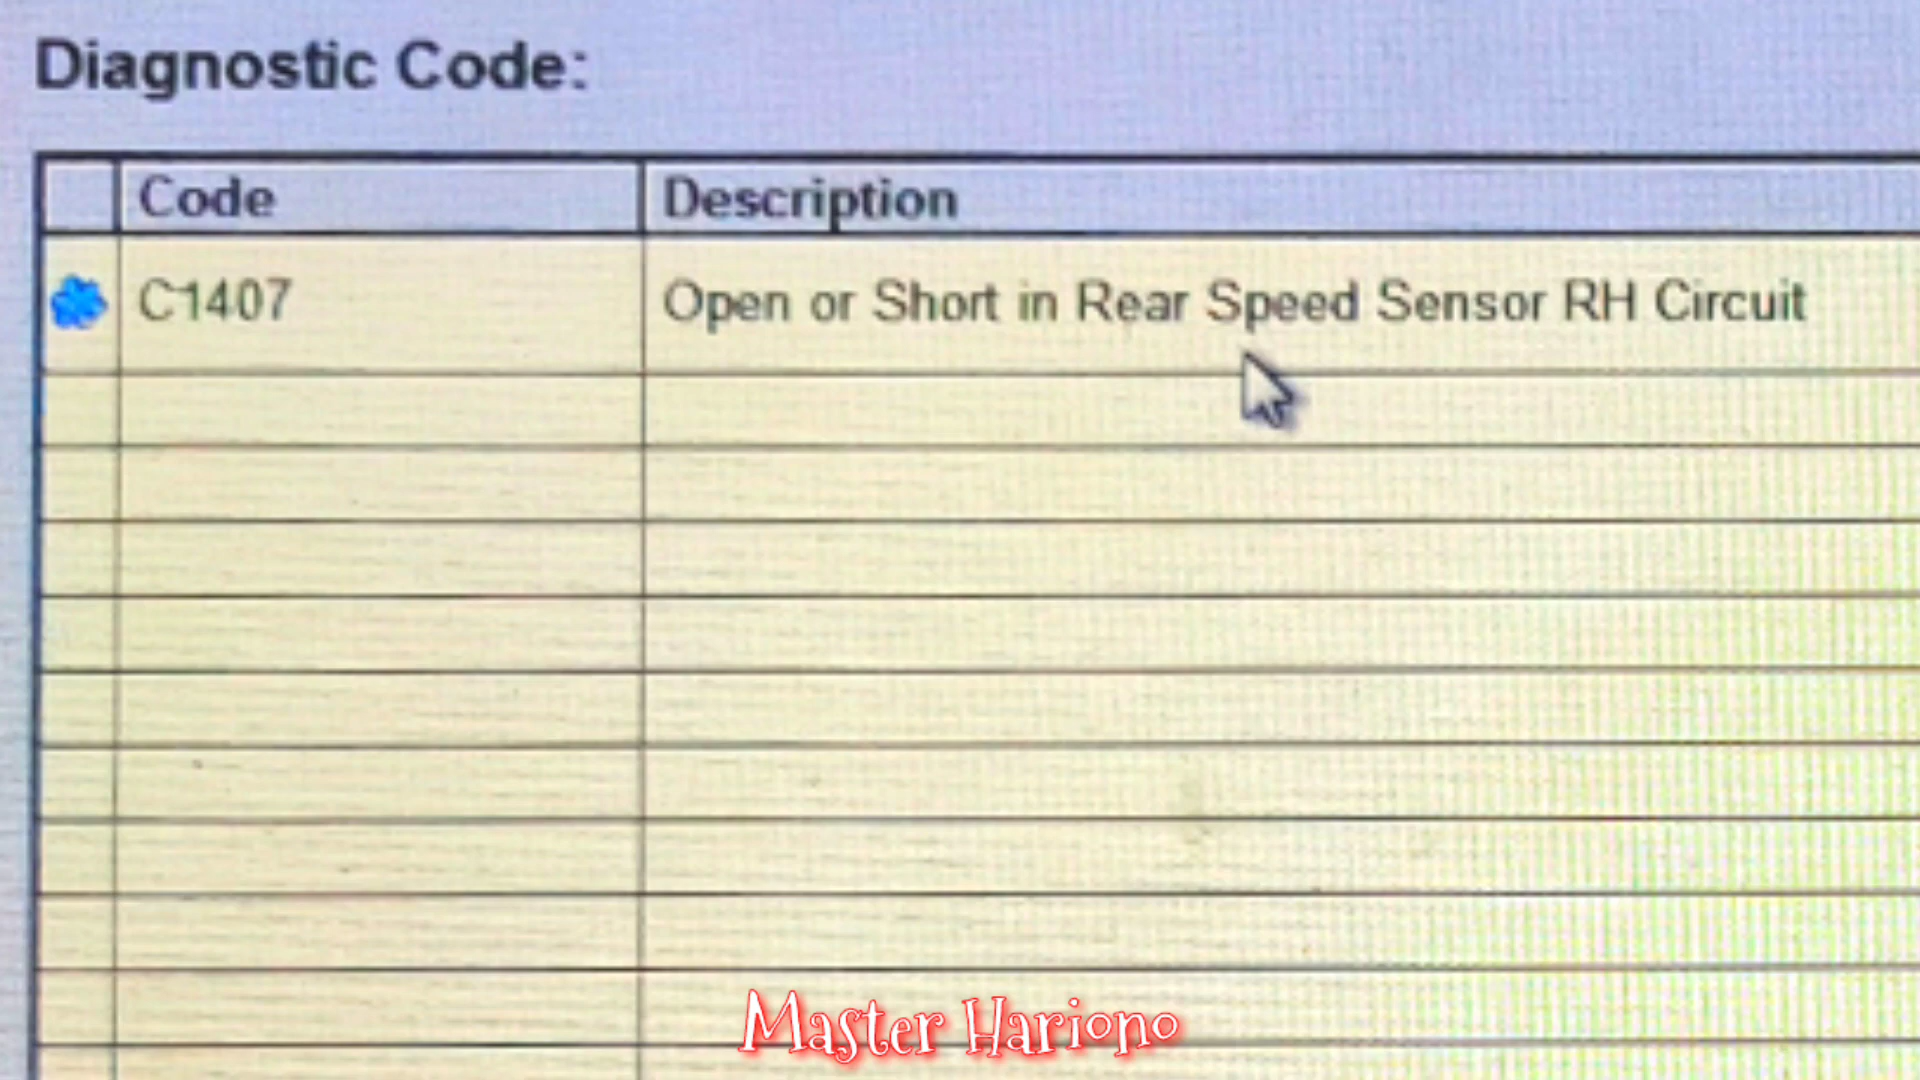 Diagnostic Code:
Code Description
C1407 Open or Short in Rear Speed Sensor RH Circuit
Master Hariono